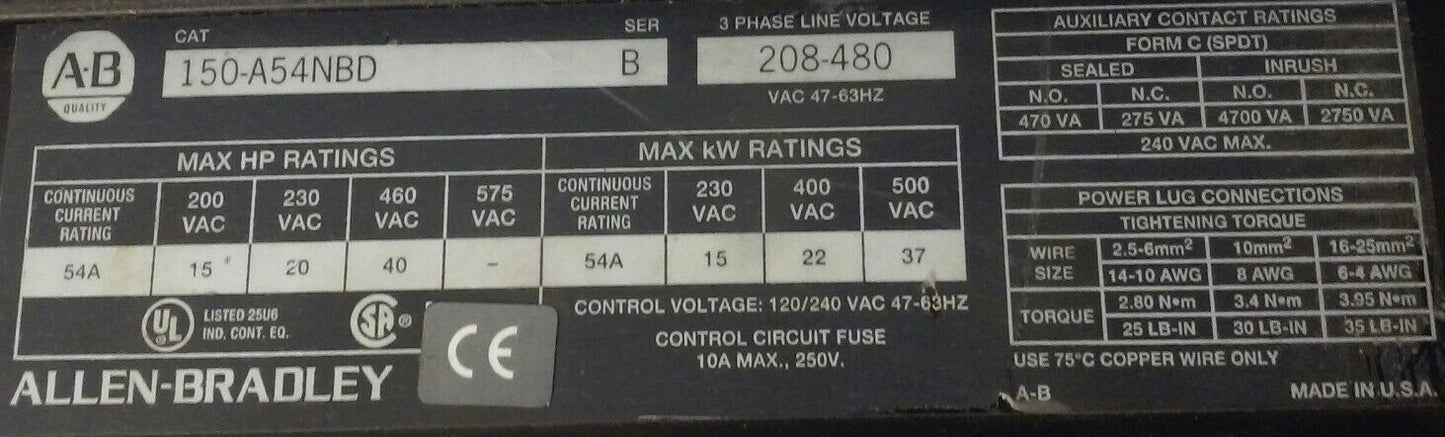 A·B
QUALITY
CAT
SER
150-A54NBD B
3 PHASE LINE VOLTAGE
208-480
VAC 47-63HZ
MAX HP RATINGS
CONTINUOUS CURRENT RATING 200 VAC 230 VAC 460 VAC 575 VAC
54A 15 20 40 -
MAX kW RATINGS
CONTINUOUS CURRENT RATING 230 VAC 400 VAC 500 VAC
54A 15 22 37
UL
LISTED 25U6
IND. CONT. EQ.
SA ®
CE
CONTROL VOLTAGE: 120/240 VAC 47-63HZ
CONTROL CIRCUIT FUSE
10A MAX., 250V.
ALLEN-BRADLEY
AUXILIARY CONTACT RATINGS
FORM C (SPDT)
SEALED INRUSH
N.O. N.C. N.O. N.C.
470 VA 275 VA 4700 VA 2750 VA
240 VAC MAX.
POWER LUG CONNECTIONS
TIGHTENING TORQUE
WIRE SIZE 2.5-6mm² 10mm² 16-25mm²
14-10 AWG 8 AWG 6-4 AWG
TORQUE 2.80 N•m 3.4 N•m 3.95 N•m
25 LB-IN 30 LB-IN 35 LB-IN
USE 75°C COPPER WIRE ONLY
A-B MADE IN U.S.A.